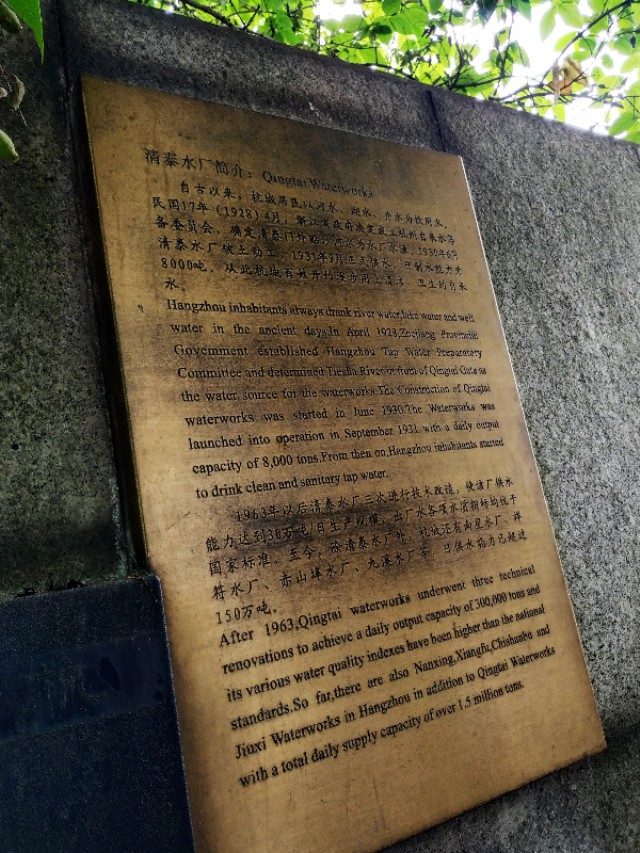 清泰水厂简介：Qingtai Waterworks
自古以来，杭城居民以河水、湖水、井水为饮用水。
民国17年（1928）4月，浙江省政府决定成立杭州自来水筹
备委员会，确定清泰门外贴沙河水为水厂水源，1930年6月
清泰水厂破土动工，1931年9月正式供水，日制水能力为
8000吨。从此杭城有她开始逐步用上清洁、卫生的自来
水。
Hangzhou inhabitants always drank river water,lake water and well
water in the ancient days.In April 1928,Zhejiang Provincial
Government established Hangzhou Tap Water Preparatory
Committee and determined Tiesha River in front of Qingtai Gate as
the water source for the waterworks.The Construction of Qingtai
waterworks was started in June 1930.The Waterworks was
launched into operation in September 1931 with a daily output
capacity of 8,000 tons.From then on,Hangzhou inhabitants started
to drink clean and sanitary tap water.
1963年以后清泰水厂三次进行技术改造，使该厂供水
能力达到30万吨/日生产规模，出厂水各项水质指标均优于
国家标准。至今，除清泰水厂外，杭城还有南星水厂、祥
符水厂、赤山埠水厂、九溪水厂等，日供水能力已超过
150万吨。
After 1963,Qingtai waterworks underwent three technical
renovations to achieve a daily output capacity of 300,000 tons and
its various water quality indexes have been higher than the national
standards.So far,there are also Nanxing,Xiangfu,Chishanbo and
Jiuxi Waterworks in Hangzhou in addition to Qingtai Waterworks
with a total daily supply capacity of over 1.5 million tons.